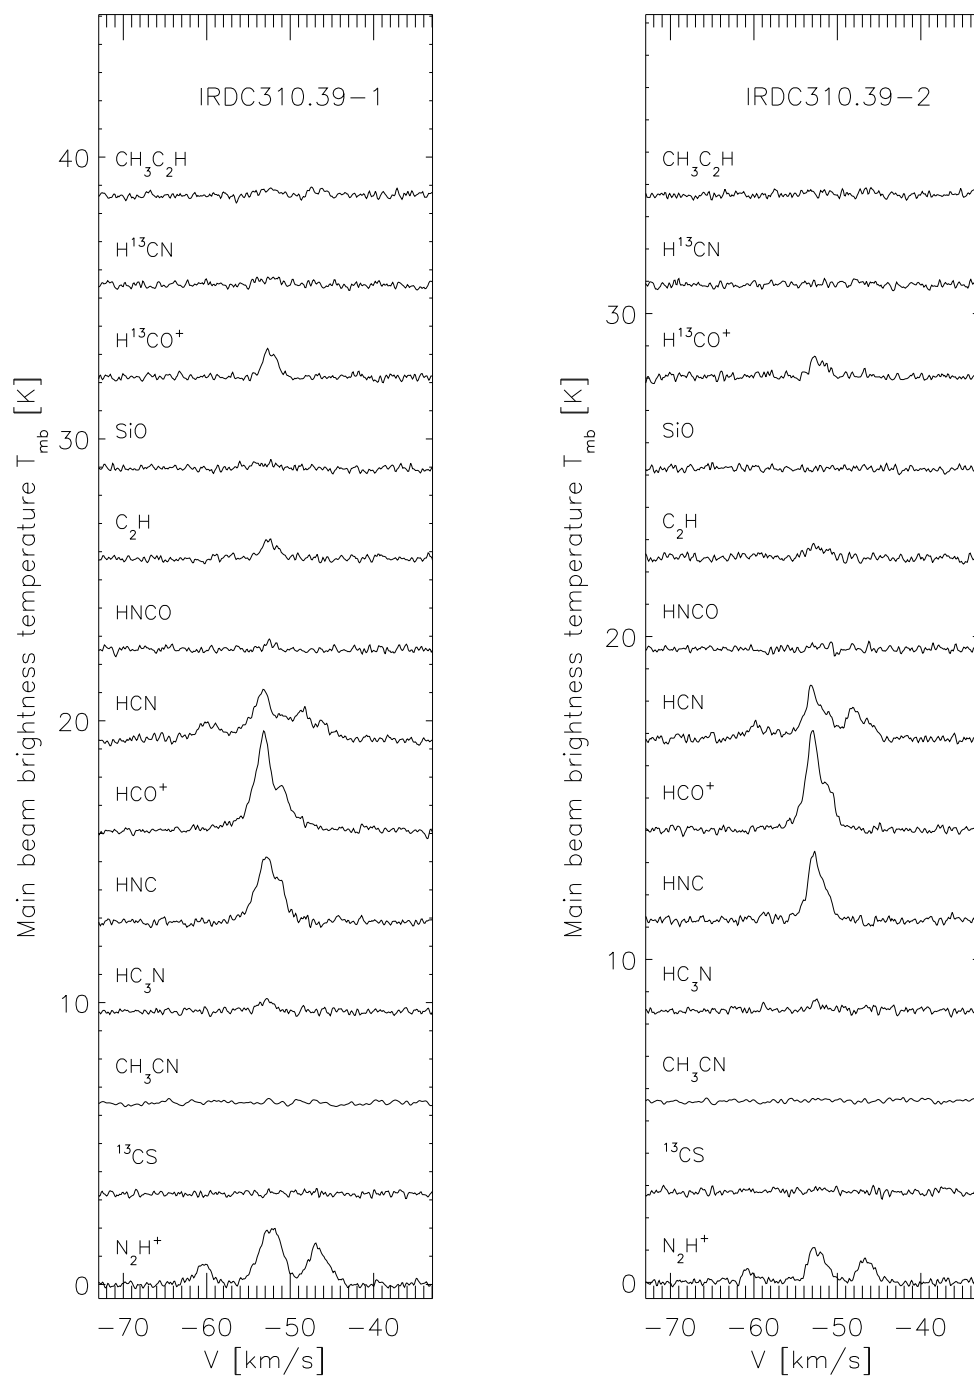 IRDC310.39−1
CH₃C₂H
H¹³CN
H¹³CO⁺
SiO
C₂H
HNCO
HCN
HCO⁺
HNC
HC₃N
CH₃CN
¹³CS
N₂H⁺
40
30
20
10
0
Main beam brightness temperature T_mb [K]
−70 −60 −50 −40
V [km/s]
IRDC310.39−2
CH₃C₂H
H¹³CN
H¹³CO⁺
SiO
C₂H
HNCO
HCN
HCO⁺
HNC
HC₃N
CH₃CN
¹³CS
N₂H⁺
30
20
10
0
Main beam brightness temperature T_mb [K]
−70 −60 −50 −40
V [km/s]